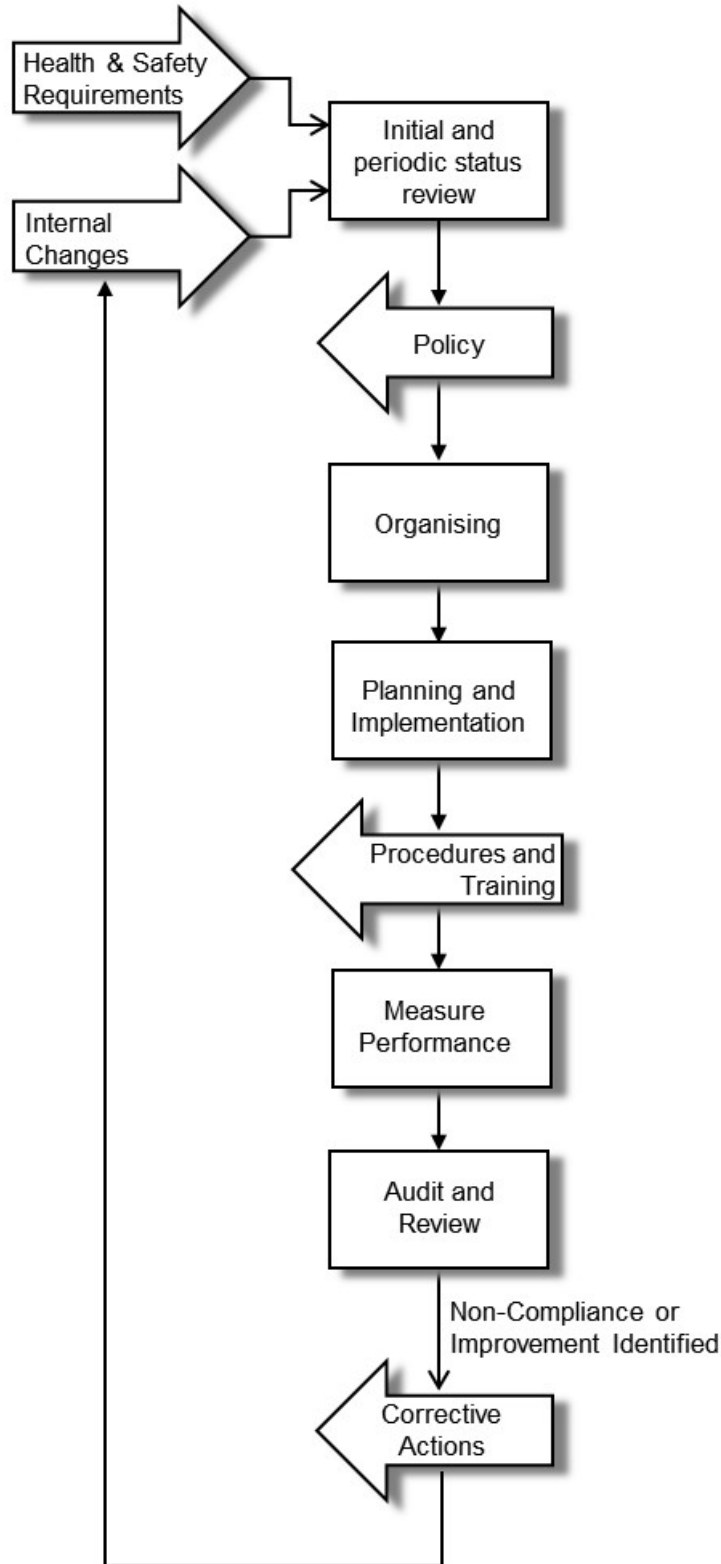 Health & Safety
Requirements
Initial and
periodic status
review
Internal
Changes
Policy
Organising
Planning and
Implementation
Procedures and
Training
Measure
Performance
Audit and
Review
Non-Compliance or
Improvement Identified
Corrective
Actions